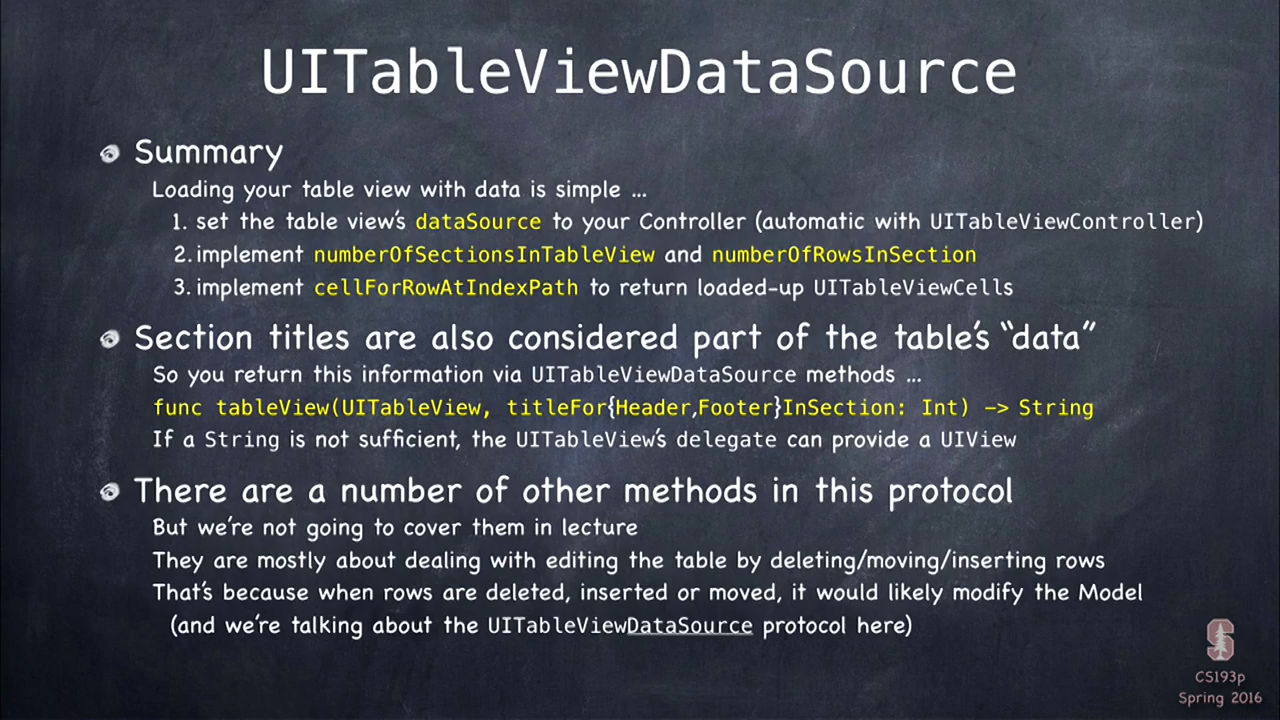 UITableViewDataSource
Summary
Loading your table view with data is simple ...
1. set the table view's dataSource to your Controller (automatic with UITableViewController)
2. implement numberOfSectionsInTableView and numberOfRowsInSection
3. implement cellForRowAtIndexPath to return loaded-up UITableViewCells
Section titles are also considered part of the table's “data”
So you return this information via UITableViewDataSource methods ...
func tableView(UITableView, titleFor{Header,Footer}InSection: Int) -> String
If a String is not sufficient, the UITableView's delegate can provide a UIView
There are a number of other methods in this protocol
But we're not going to cover them in lecture
They are mostly about dealing with editing the table by deleting/moving/inserting rows
That's because when rows are deleted, inserted or moved, it would likely modify the Model
(and we're talking about the UITableViewDataSource protocol here)
S
CS193p
Spring 2016